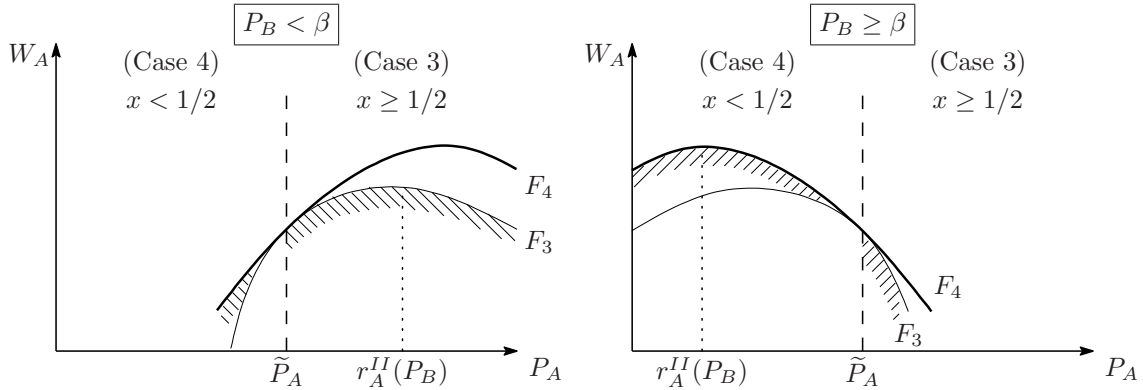 P_B < β
W_A
(Case 4)
x < 1/2
(Case 3)
x ≥ 1/2
F_4
F_3
P̃_A
r_A^{II}(P_B)
P_A
P_B ≥ β
W_A
(Case 4)
x < 1/2
(Case 3)
x ≥ 1/2
F_4
F_3
r_A^{II}(P_B)
P̃_A
P_A